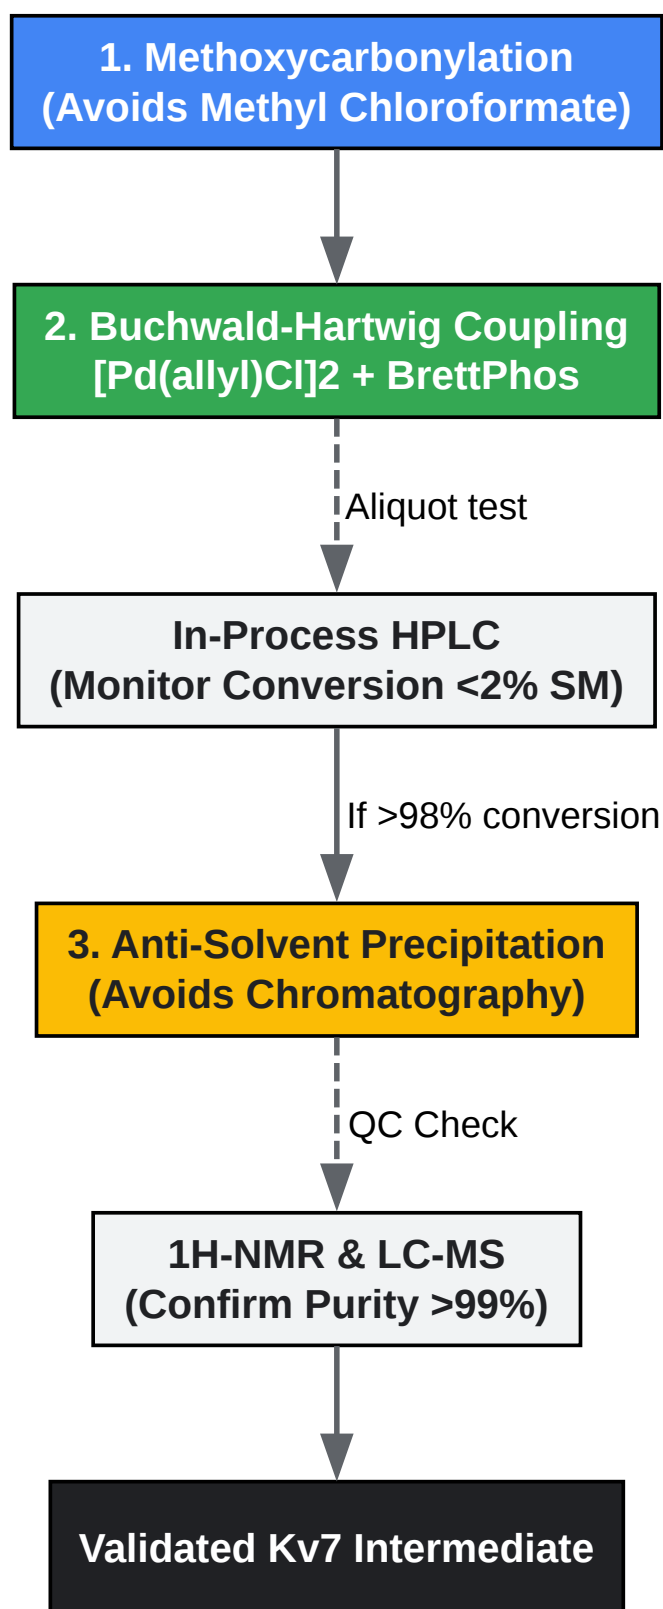 1. Methoxycarbonylation
(Avoids Methyl Chloroformate)
2. Buchwald-Hartwig Coupling
[Pd(allyl)Cl]2 + BrettPhos
Aliquot test
In-Process HPLC
(Monitor Conversion <2% SM)
If >98% conversion
3. Anti-Solvent Precipitation
(Avoids Chromatography)
QC Check
1H-NMR & LC-MS
(Confirm Purity >99%)
Validated Kv7 Intermediate